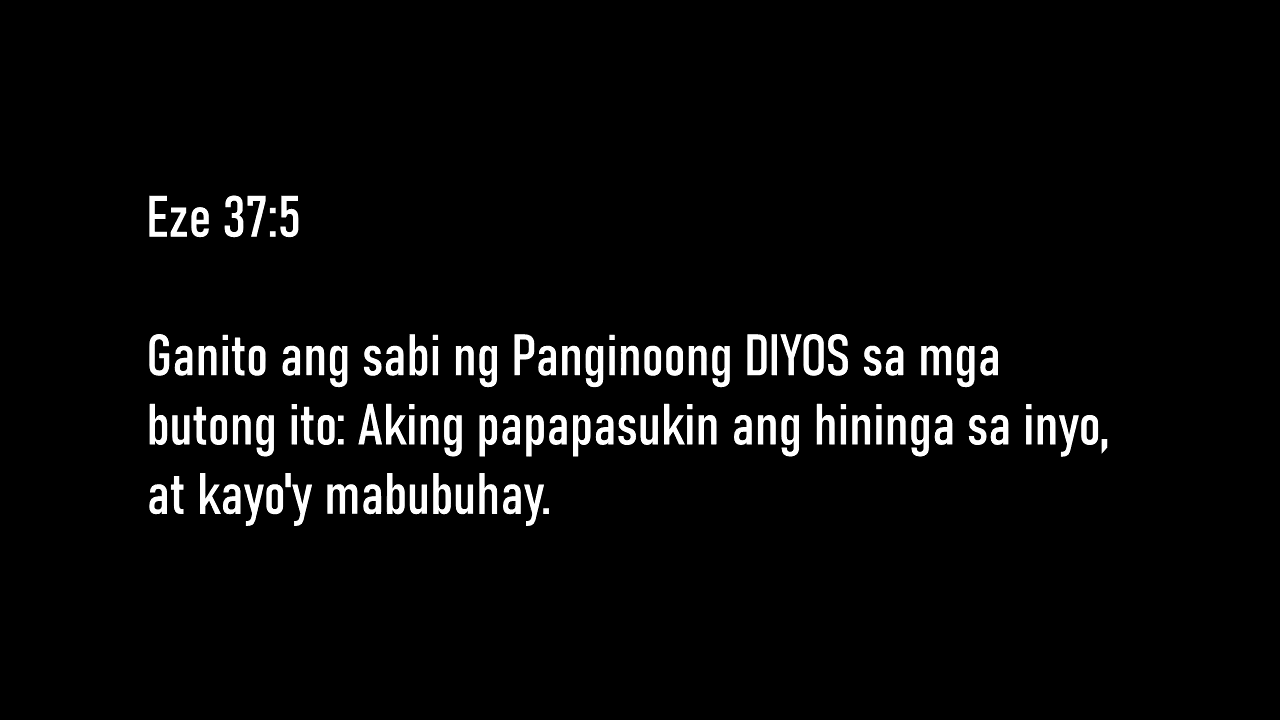 Eze 37:5
Ganito ang sabi ng Panginoong DIYOS sa mga
butong ito: Aking papapasukin ang hininga sa inyo,
at kayo'y mabubuhay.